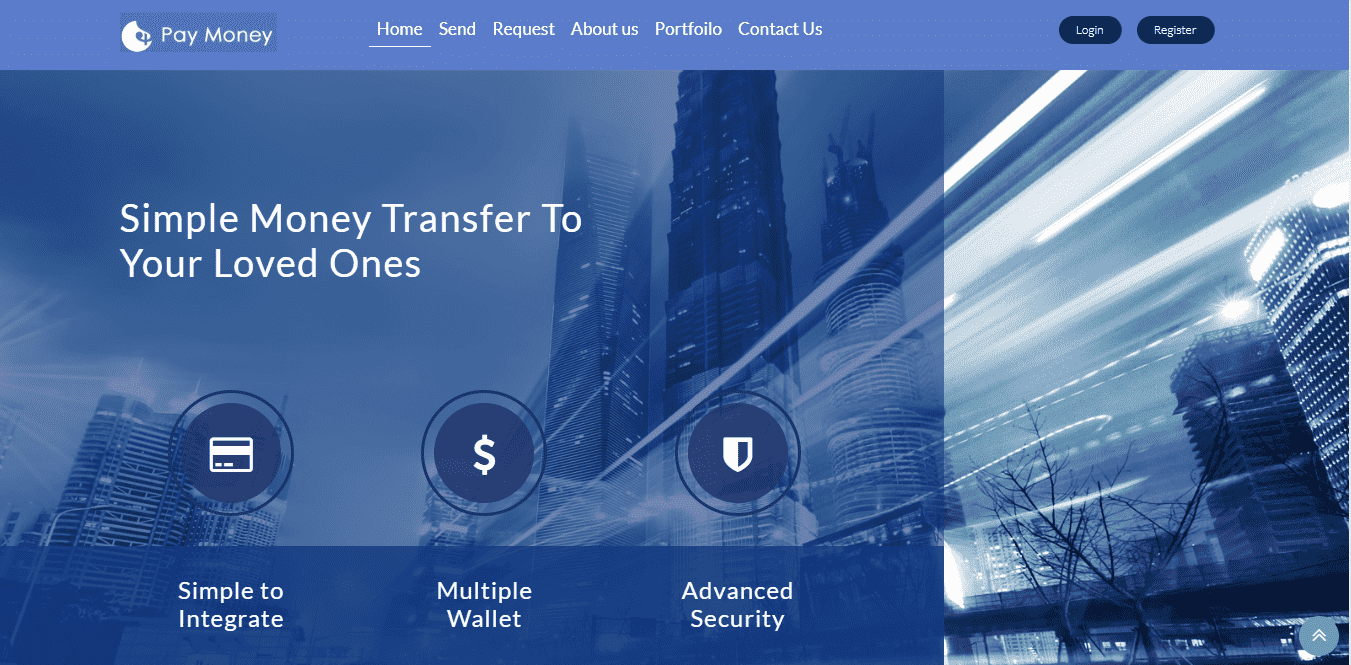 Pay Money
Home Send Request About us Portfoilo Contact Us
Login Register
Simple Money Transfer To
Your Loved Ones
$
Simple to
Integrate
Multiple
Wallet
Advanced
Security